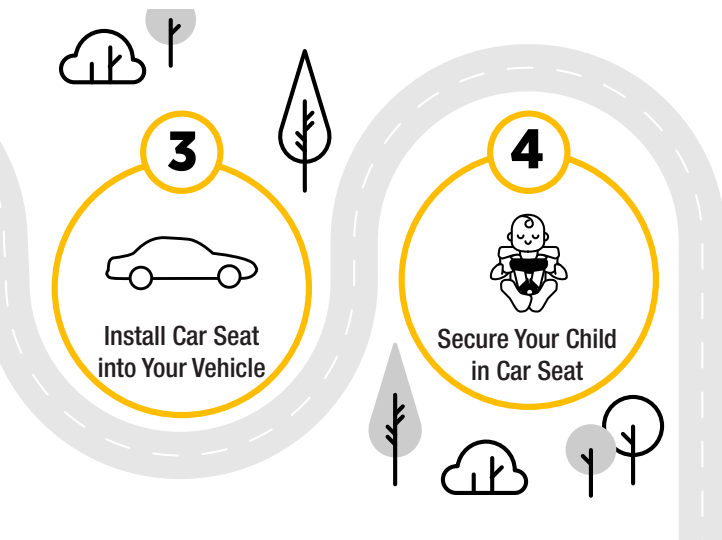 3
Install Car Seat
into Your Vehicle
4
Secure Your Child
in Car Seat